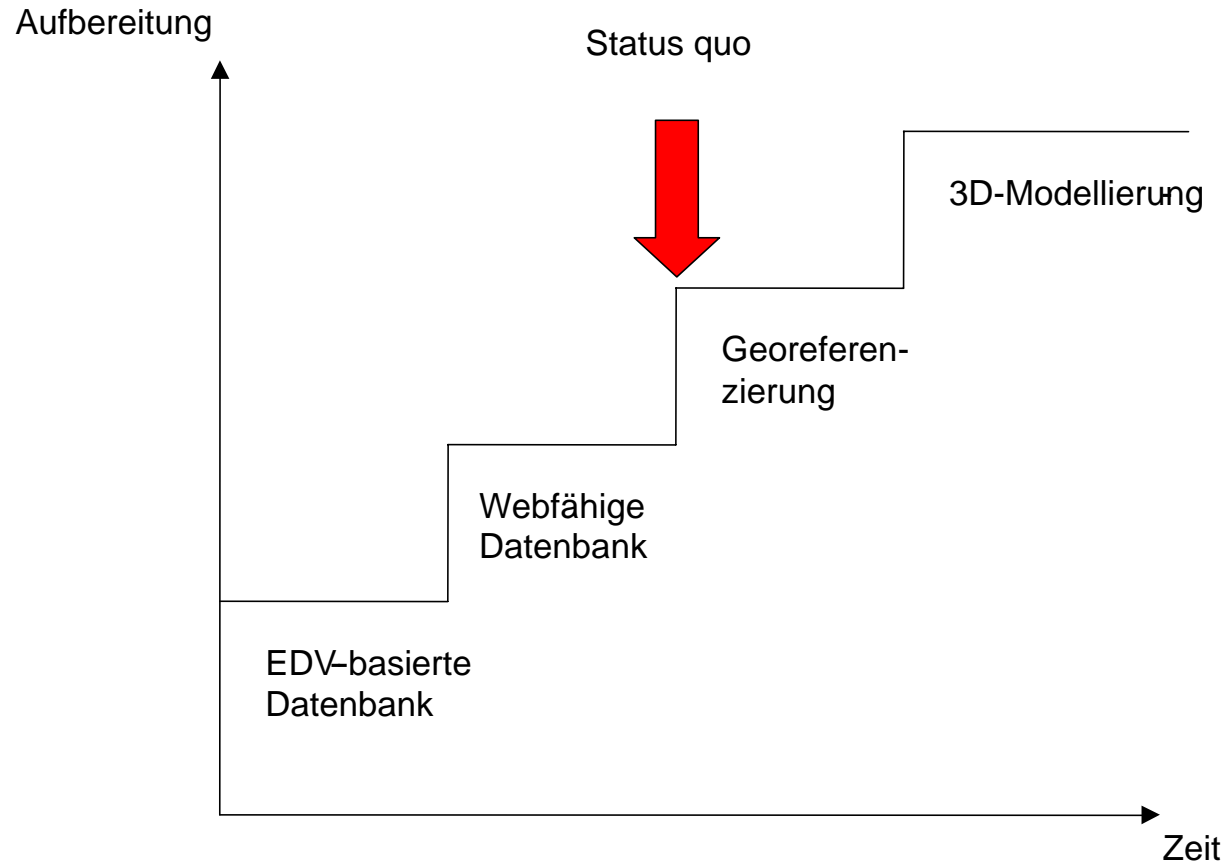 Aufbereitung
Status quo
3D-Modellierung
Georeferen-
zierung
Webfähige
Datenbank
EDV-basierte
Datenbank
Zeit